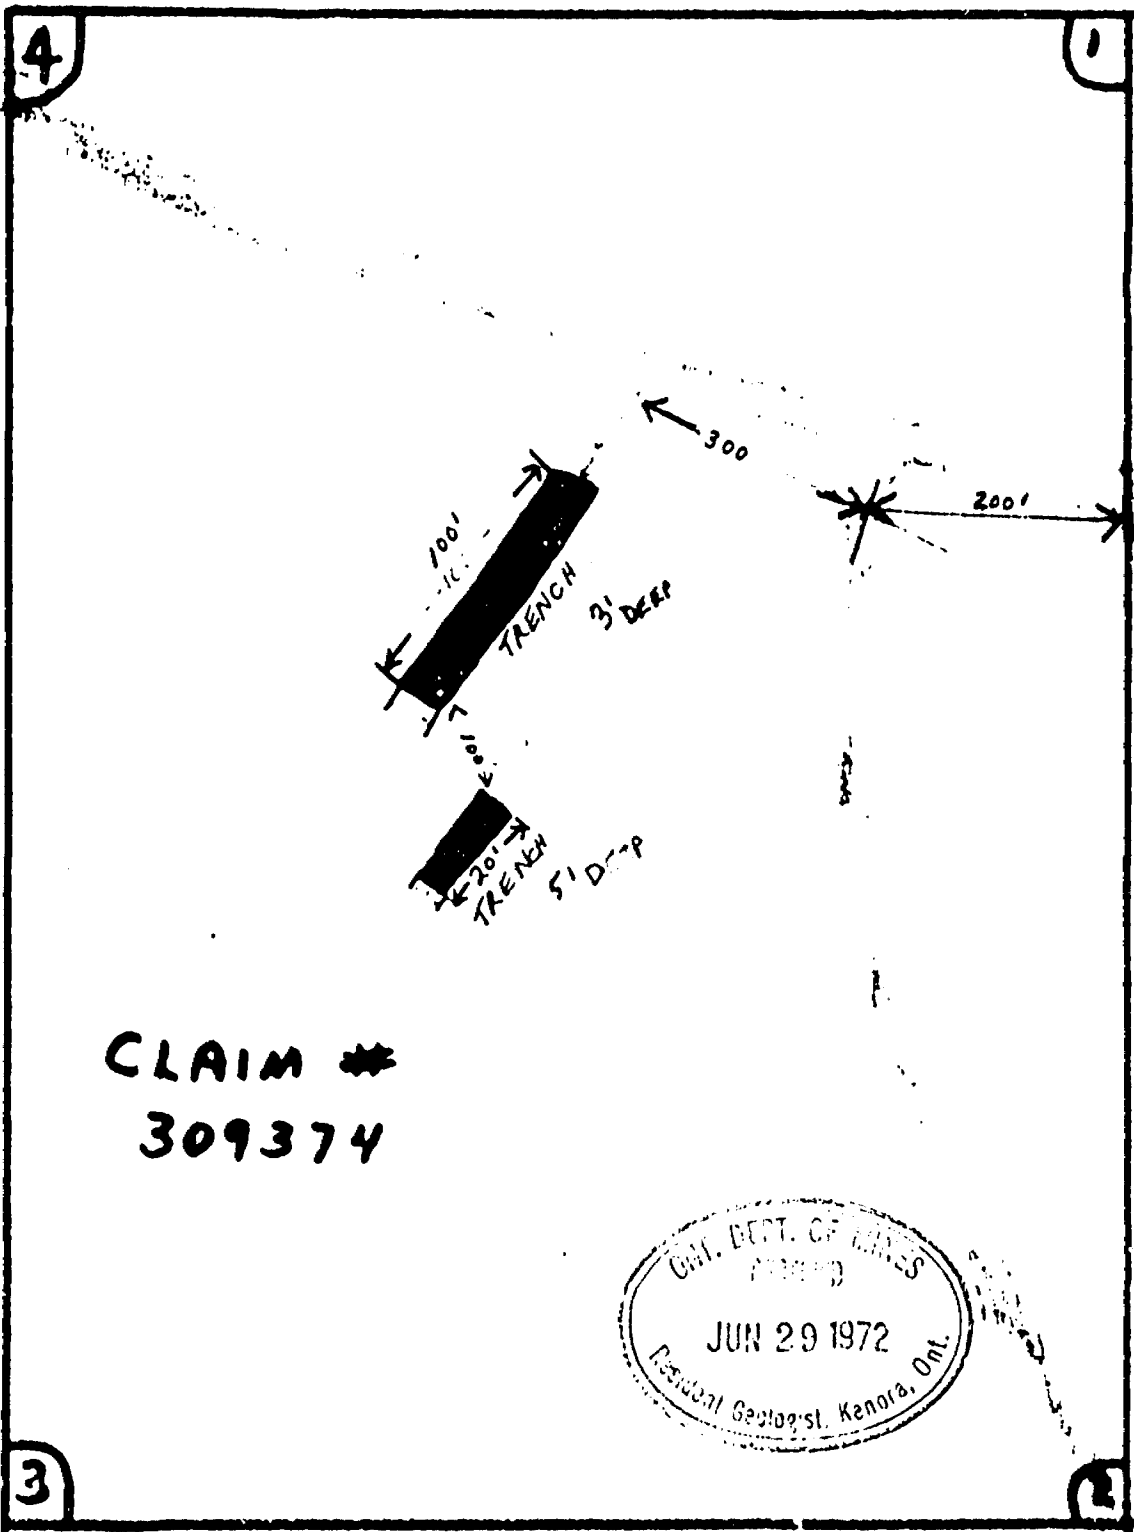 4
1
300
200'
100'
TRENCH
3' DEEP
20'
TRENCH
5' DEEP
CLAIM #
309374
ONT. DEPT. OF MINES
JUN 29 1972
Resident Geologist, Kenora, Ont.
3
2